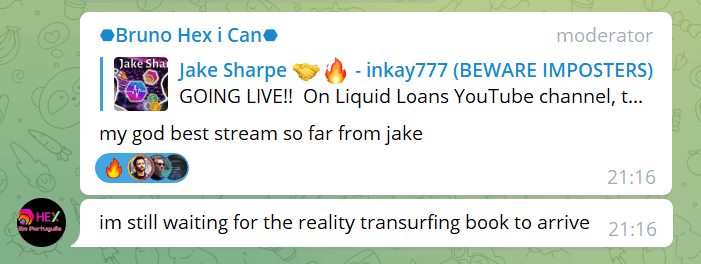 Bruno Hex i Can
moderator
Jake Shar
Jake Sharpe 🤝🔥 - inkay777 (BEWARE IMPOSTERS)
GOING LIVE!! On Liquid Loans YouTube channel, t...
my god best stream so far from jake
21:16
HEX
Em Português
im still waiting for the reality transurfing book to arrive
21:16